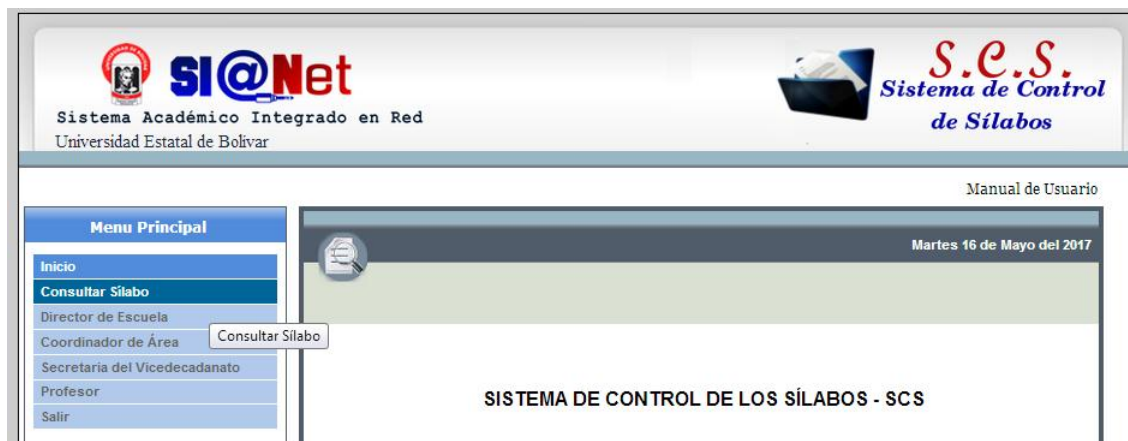 SI@Net
Sistema Académico Integrado en Red
Universidad Estatal de Bolivar
S.C.S.
Sistema de Control
de Sílabos
Manual de Usuario
Menu Principal
Martes 16 de Mayo del 2017
Inicio
Consultar Sílabo
Director de Escuela
Consultar Sílabo
Coordinador de Área
Secretaria del Vicedecadanato
Profesor
Salir
SISTEMA DE CONTROL DE LOS SÍLABOS - SCS